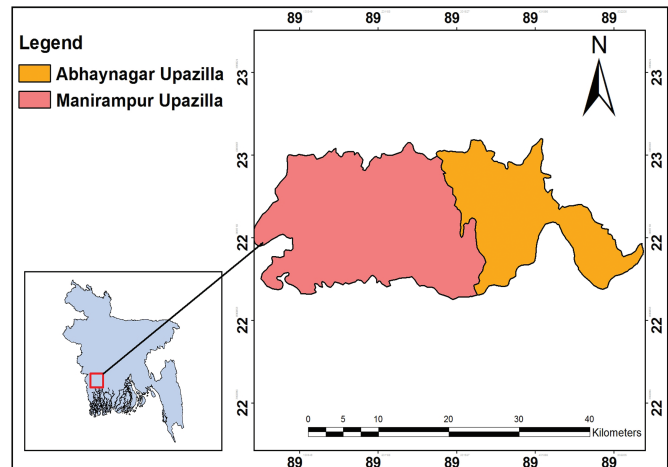 89 89 89 89 89
Legend
Abhaynagar Upazilla
Manirampur Upazilla
N
23 23
23 23
22 22
22 22
22 22
0 5 10 20 30 40
Kilometers
89 89 89 89 89